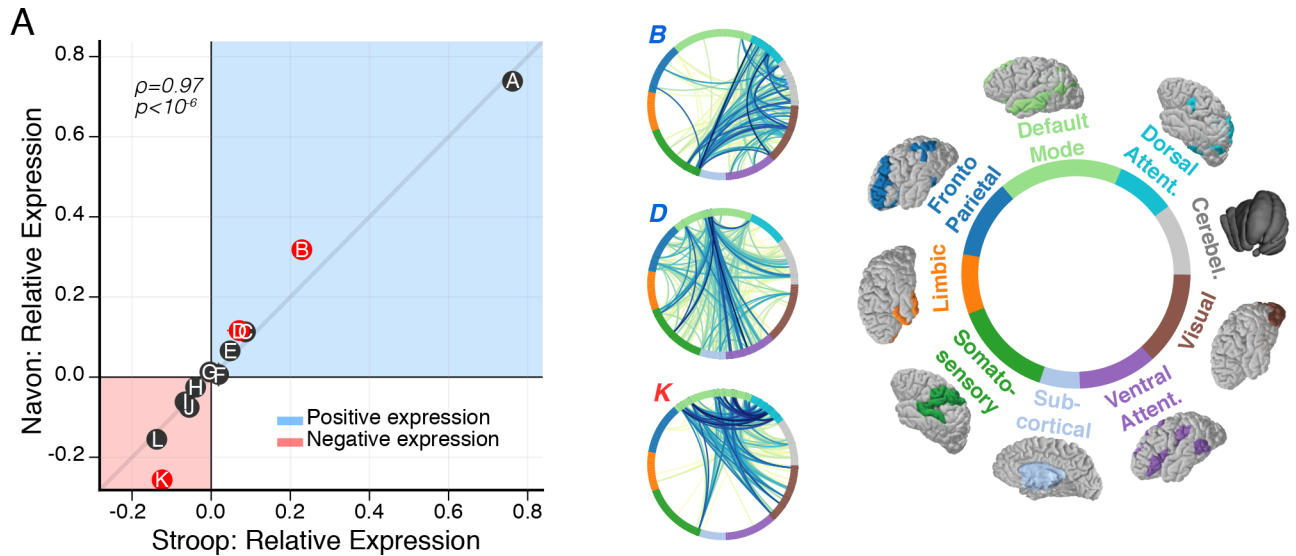 A
Navon: Relative Expression
0.8
0.6
0.4
0.2
0.0
-0.2
ρ=0.97
p<10⁻⁶
A
B
D
C
E
G
F
H
I
J
L
K
Positive expression
Negative expression
-0.2
0.0
0.2
0.4
0.6
0.8
Stroop: Relative Expression
B
D
K
Default
Mode
Dorsal
Attent.
Cerebel.
Visual
Ventral
Attent.
Sub-
cortical
Somato-
sensory
Limbic
Fronto
Parietal